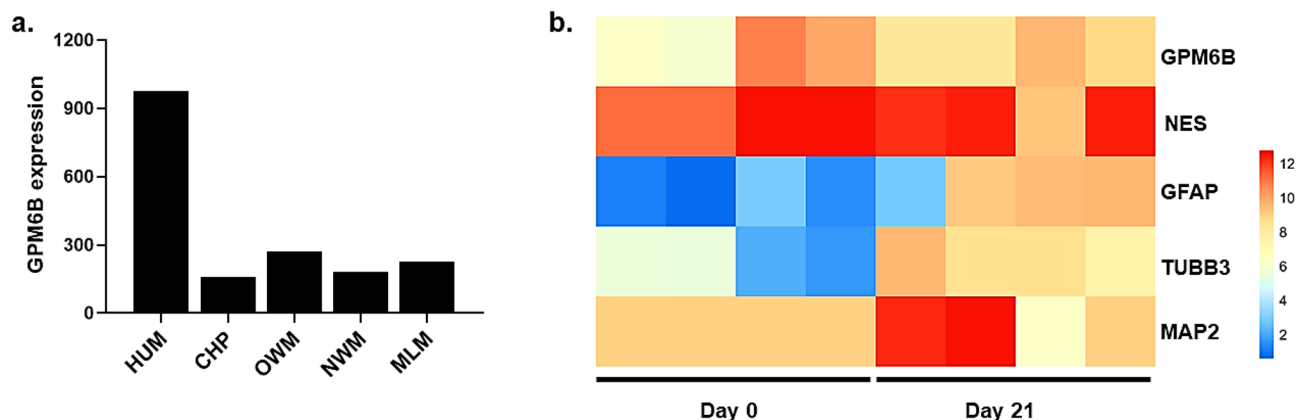 a.
GPM6B expression
1200
900
600
300
0
HUM
CHP
OWM
NWM
MLM
b.
GPM6B
NES
GFAP
TUBB3
MAP2
12
10
8
6
4
2
Day 0
Day 21